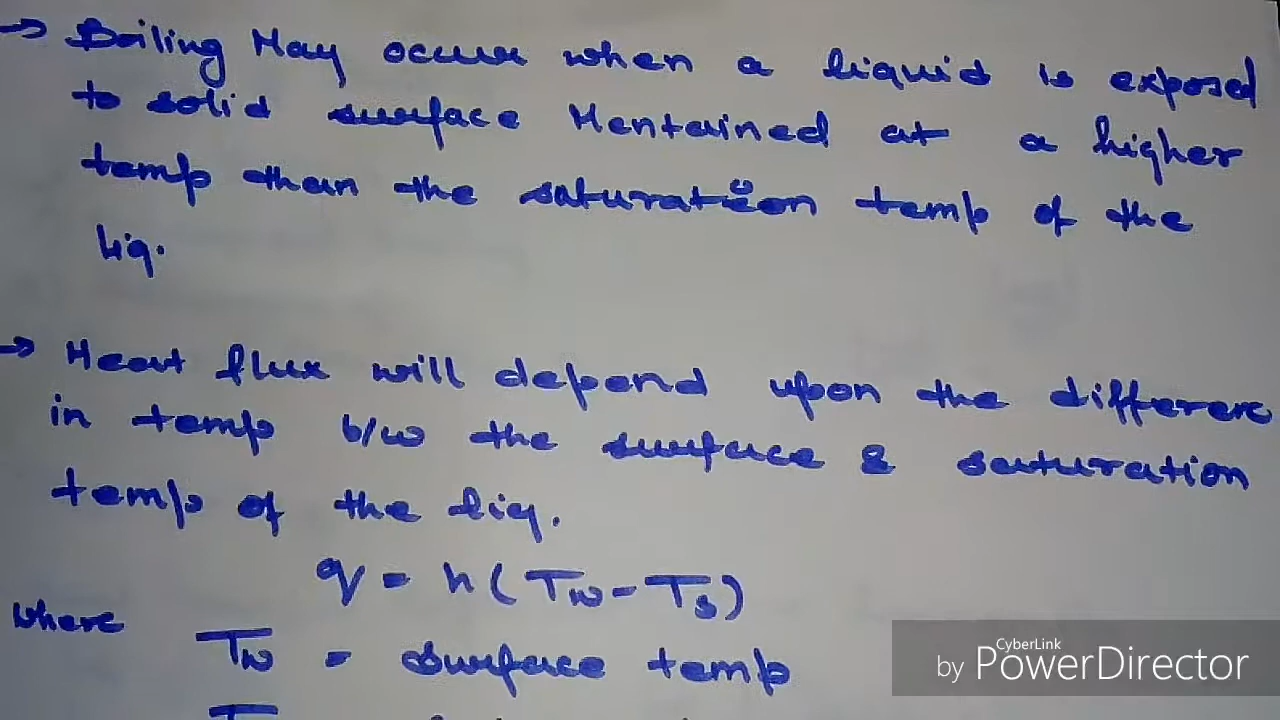 → Boiling May occur when a liquid is exposed
to solid surface Mentained at a higher
temp than the saturation temp of the
liq.
→ Heat flux will depend upon the differenc
in temp b/w the surface & saturation
temp of the liq.
q = h(Tw - Ts)
where
Tw = surface temp
CyberLink
by PowerDirector